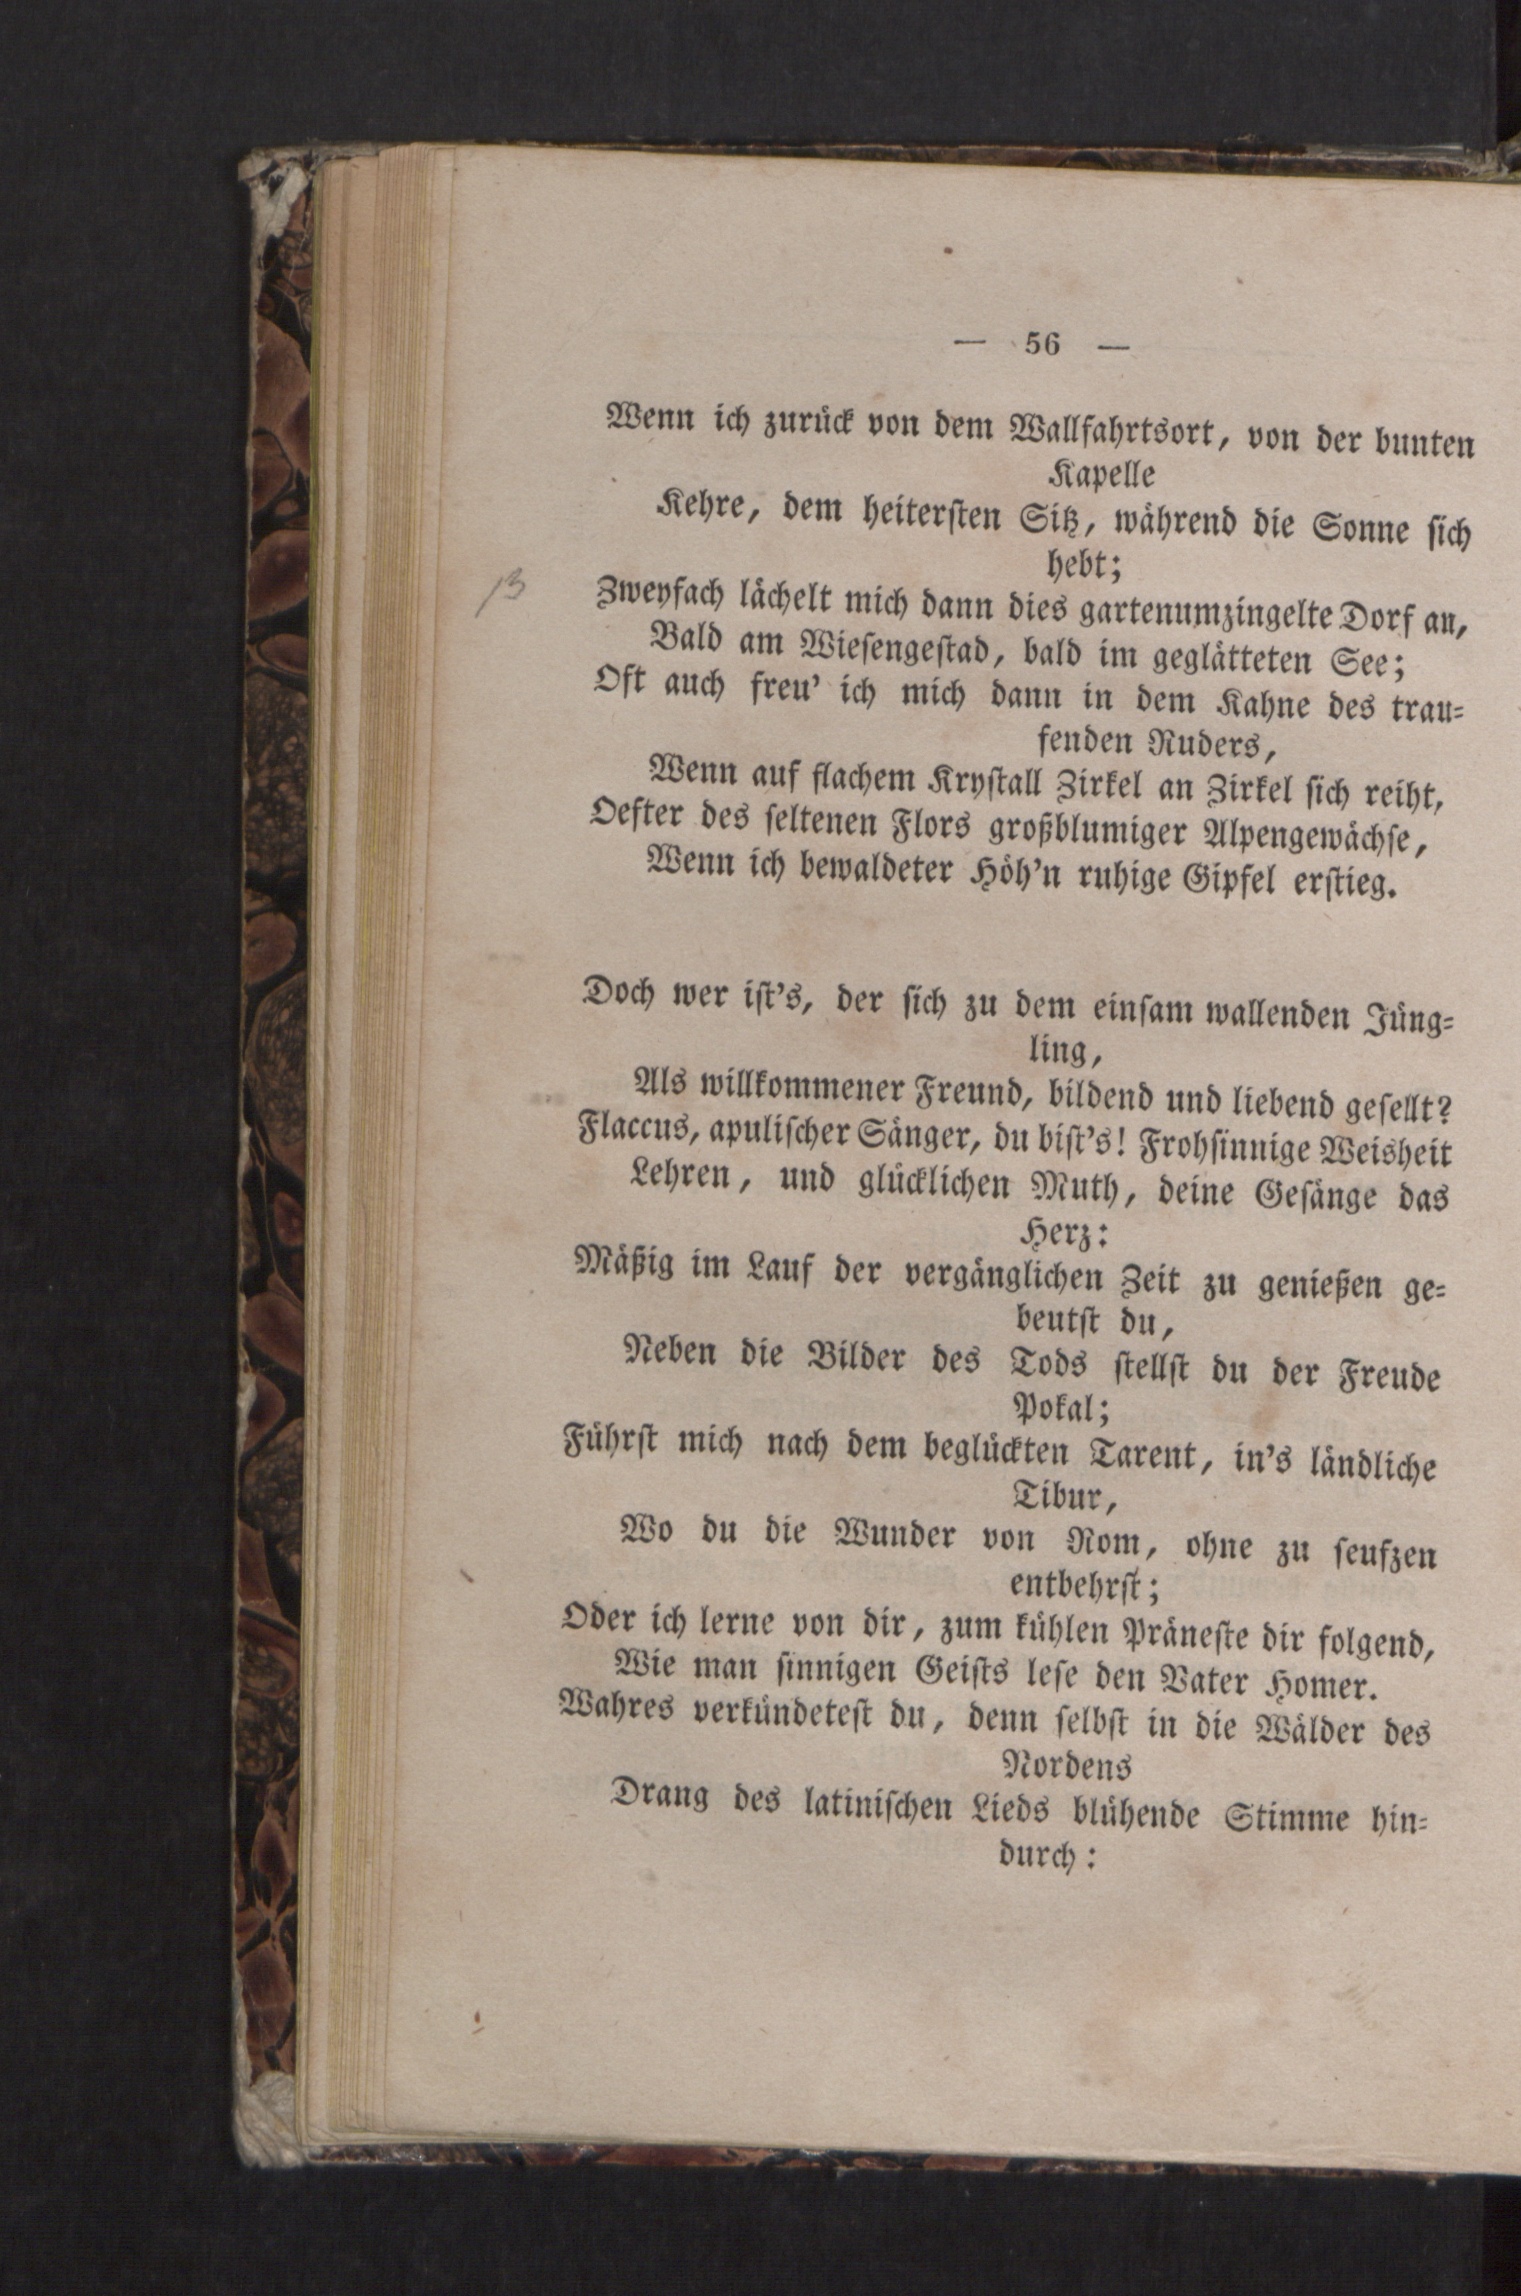 — 56 —
Wenn ich zurück von dem Wallfahrtsort, von der bunten
Kapelle
Kehre, dem heiterſten Sitz, während die Sonne ſich
hebt;
Zweyfach lächelt mich dann dies gartenumzingelte Dorf an,
Bald am Wieſengeſtad, bald im geglätteten See;
Oft auch freu' ich mich dann in dem Kahne des trau-
fenden Ruders,
Wenn auf flachem Kryſtall Zirkel an Zirkel ſich reiht,
Oefter des ſeltenen Flors großblumiger Alpengewächſe,
Wenn ich bewaldeter Höh'n ruhige Gipfel erſtieg.
Doch wer iſt's, der ſich zu dem einſam wallenden Jüng-
ling,
Als willkommener Freund, bildend und liebend geſellt?
Flaccus, apuliſcher Sänger, du biſt's! Frohſinnige Weisheit
Lehren, und glücklichen Muth, deine Geſänge das
Herz:
Mäßig im Lauf der vergänglichen Zeit zu genießen ge-
beutſt du,
Neben die Bilder des Tods ſtellſt du der Freude
Pokal;
Führſt mich nach dem beglückten Tarent, in's ländliche
Tibur,
Wo du die Wunder von Rom, ohne zu ſeufzen
entbehrſt;
Oder ich lerne von dir, zum kühlen Präneſte dir folgend,
Wie man ſinnigen Geiſts leſe den Vater Homer.
Wahres verkündeteſt du, denn ſelbſt in die Wälder des
Nordens
Drang des latiniſchen Lieds blühende Stimme hin-
durch: